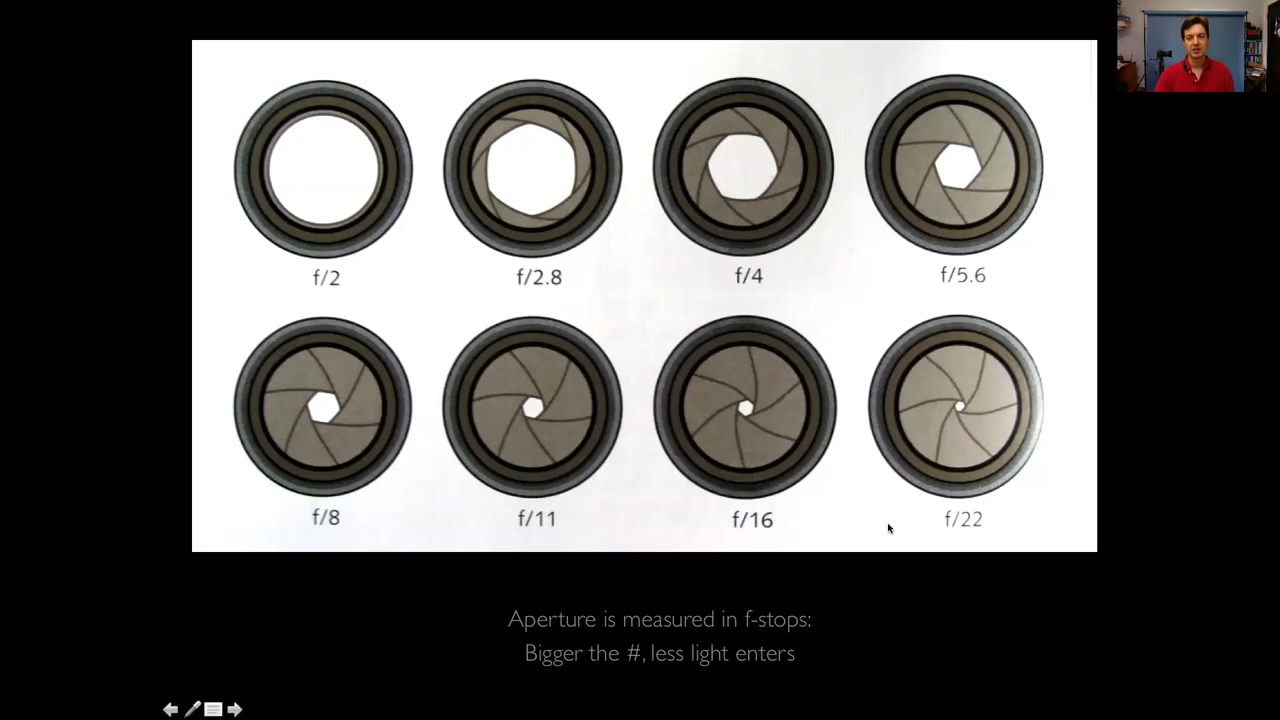 f/2 f/2.8 f/4 f/5.6
f/8 f/11 f/16 f/22
Aperture is measured in f-stops:
Bigger the #, less light enters